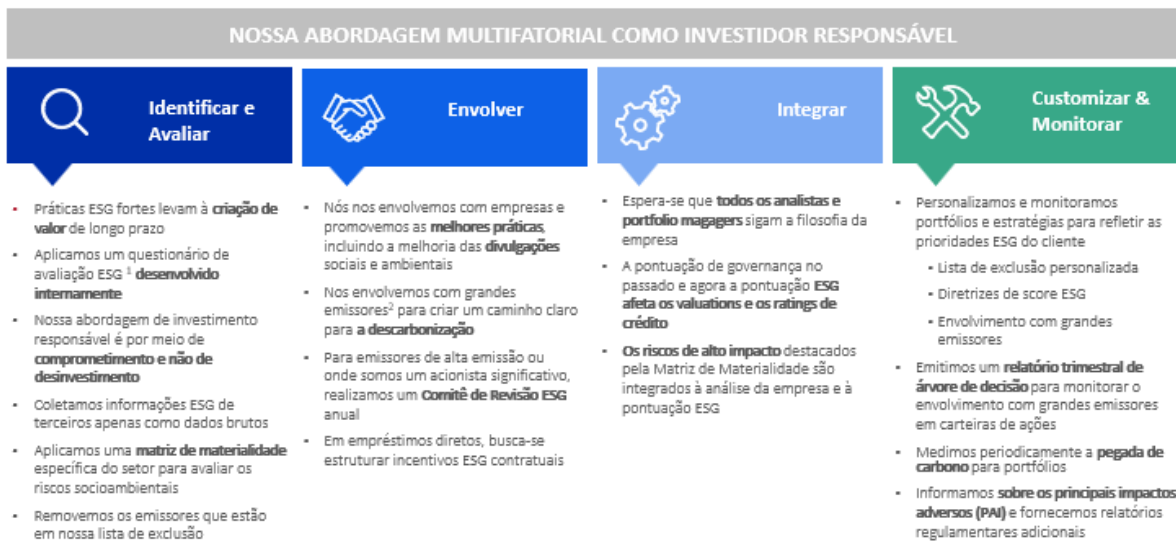 NOSSA ABORDAGEM MULTIFATORIAL COMO INVESTIDOR RESPONSÁVEL
Identificar e
Avaliar
▪ Práticas ESG fortes levam à criação de
valor de longo prazo
▪ Aplicamos um questionário de
avaliação ESG ¹ desenvolvido
internamente
▪ Nossa abordagem de investimento
responsável é por meio de
comprometimento e não de
desinvestimento
▪ Coletamos informações ESG de
terceiros apenas como dados brutos
▪ Aplicamos uma matriz de materialidade
específica do setor para avaliar os
riscos socioambientais
▪ Removemos os emissores que estão
em nossa lista de exclusão
Envolver
▪ Nós nos envolvemos com empresas e
promovemos as melhores práticas,
incluindo a melhoria das divulgações
sociais e ambientais
▪ Nos envolvemos com grandes
emissores² para criar um caminho claro
para a descarbonização
▪ Para emissores de alta emissão ou
onde somos um acionista significativo,
realizamos um Comitê de Revisão ESG
anual
▪ Em empréstimos diretos, busca-se
estruturar incentivos ESG contratuais
Integrar
▪ Espera-se que todos os analistas e
portfolio magagers sigam a filosofia da
empresa
▪ A pontuação de governança no
passado e agora a pontuação ESG
afeta os valuations e os ratings de
crédito
▪ Os riscos de alto impacto destacados
pela Matriz de Materialidade são
integrados à análise da empresa e à
pontuação ESG
Customizar &
Monitorar
▪ Personalizamos e monitoramos
portfólios e estratégias para refletir as
prioridades ESG do cliente
▪ Lista de exclusão personalizada
▪ Diretrizes de score ESG
▪ Envolvimento com grandes
emissores
▪ Emitimos um relatório trimestral de
árvore de decisão para monitorar o
envolvimento com grandes emissores
em carteiras de ações
▪ Medimos periodicamente a pegada de
carbono para portfólios
▪ Informamos sobre os principais impactos
adversos (PAI) e fornecemos relatórios
regulamentares adicionais